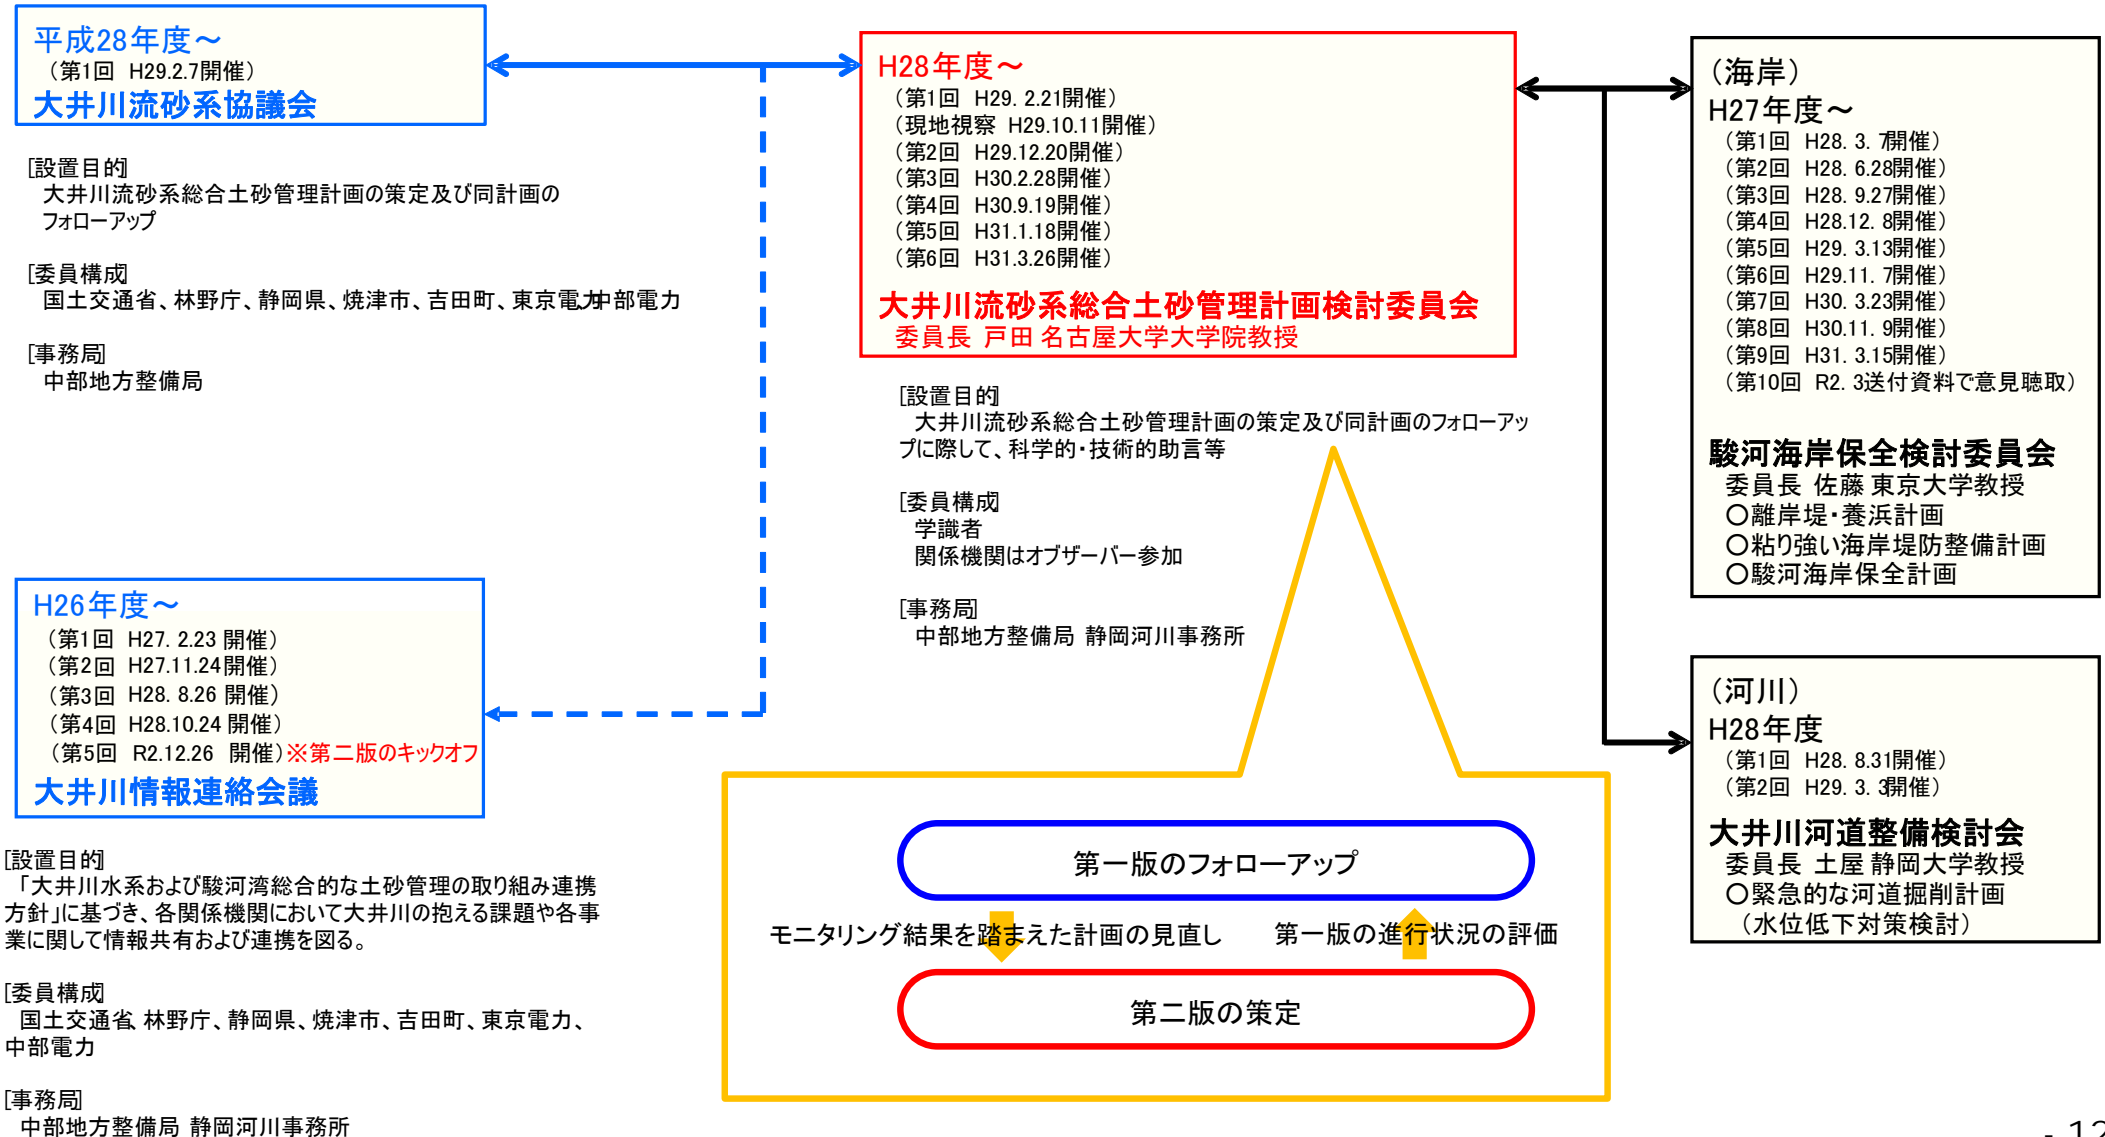 平成28年度～
（第1回 H29.2.7開催）
大井川流砂系協議会
[設置目的]
大井川流砂系総合土砂管理計画の策定及び同計画の
フォローアップ
[委員構成]
国土交通省、林野庁、静岡県、焼津市、吉田町、東京電力、中部電力
[事務局]
中部地方整備局
H26年度～
（第1回 H27. 2.23 開催）
（第2回 H27.11.24開催）
（第3回 H28. 8.26 開催）
（第4回 H28.10.24 開催）
（第5回 R2.12.26 開催）※第二版のキックオフ
大井川情報連絡会議
[設置目的]
「大井川水系および駿河湾総合的な土砂管理の取り組み連携
方針」に基づき、各関係機関において大井川の抱える課題や各事
業に関して情報共有および連携を図る。
[委員構成]
国土交通省、林野庁、静岡県、焼津市、吉田町、東京電力、
中部電力
[事務局]
中部地方整備局 静岡河川事務所
H28年度～
（第1回 H29. 2.21開催）
（現地視察 H29.10.11開催）
（第2回 H29.12.20開催）
（第3回 H30.2.28開催）
（第4回 H30.9.19開催）
（第5回 H31.1.18開催）
（第6回 H31.3.26開催）
大井川流砂系総合土砂管理計画検討委員会
委員長 戸田 名古屋大学大学院教授
[設置目的]
大井川流砂系総合土砂管理計画の策定及び同計画のフォローアッ
プに際して、科学的・技術的助言等
[委員構成]
学識者
関係機関はオブザーバー参加
[事務局]
中部地方整備局 静岡河川事務所
第一版のフォローアップ
モニタリング結果を踏まえた計画の見直し
第一版の進行状況の評価
第二版の策定
（海岸）
H27年度～
（第1回 H28. 3. 7開催）
（第2回 H28. 6.28開催）
（第3回 H28. 9.27開催）
（第4回 H28.12. 8開催）
（第5回 H29. 3.13開催）
（第6回 H29.11. 7開催）
（第7回 H30. 3.23開催）
（第8回 H30.11. 9開催）
（第9回 H31. 3.15開催）
（第10回 R2. 3送付資料で意見聴取）
駿河海岸保全検討委員会
委員長 佐藤 東京大学教授
〇離岸堤・養浜計画
〇粘り強い海岸堤防整備計画
〇駿河海岸保全計画
（河川）
H28年度
（第1回 H28. 8.31開催）
（第2回 H29. 3. 3開催）
大井川河道整備検討会
委員長 土屋 静岡大学教授
〇緊急的な河道掘削計画
（水位低下対策検討）
- 12